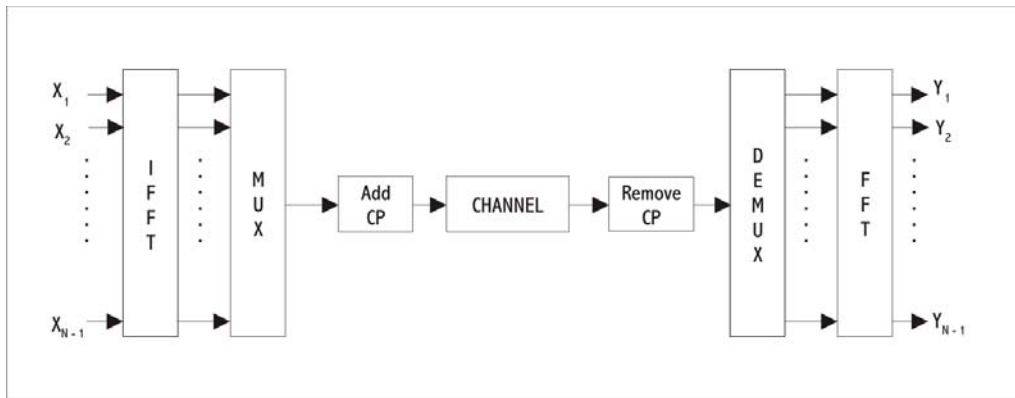 X1
X2
XN-1
IFFT
MUX
Add
CP
CHANNEL
Remove
CP
DEMUX
FFT
Y1
Y2
YN-1